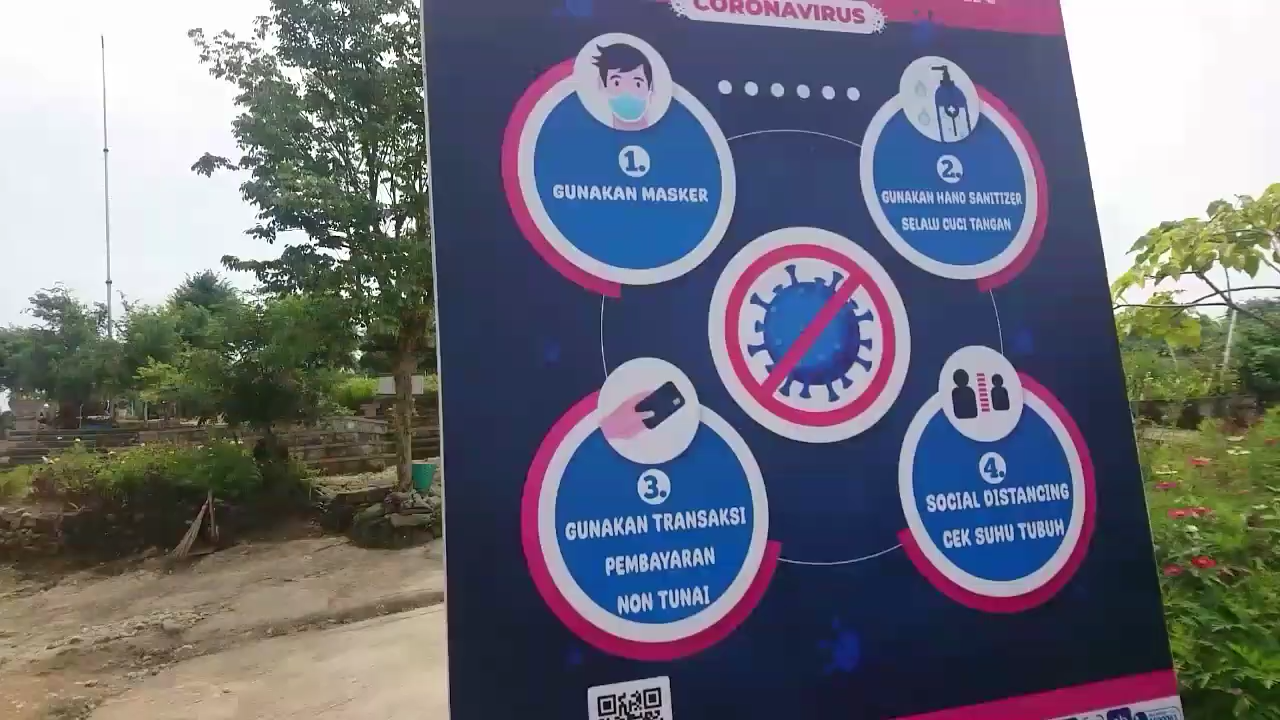 CORONAVIRUS
1.
GUNAKAN MASKER
2.
GUNAKAN HAND SANITIZER
SELALU CUCI TANGAN
3.
GUNAKAN TRANSAKSI
PEMBAYARAN
NON TUNAI
4.
SOCIAL DISTANCING
CEK SUHU TUBUH